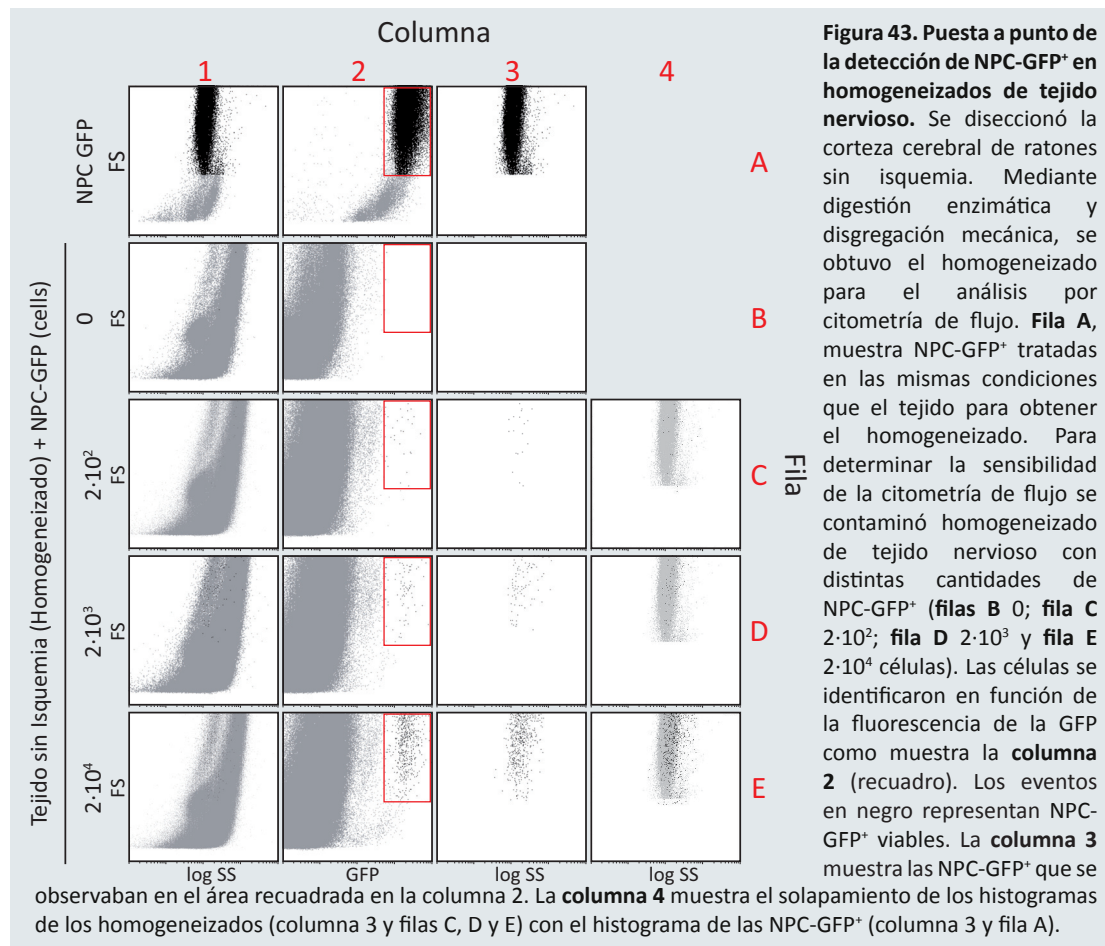 Columna
1 2 3 4
NPC GFP
FS
A
Tejido sin Isquemia (Homogeneizado) + NPC-GFP (cells)
0
FS
B
2·10²
FS
C
Fila
2·10³
FS
D
2·10⁴
FS
E
log SS GFP log SS log SS
Figura 43. Puesta a punto de
la detección de NPC-GFP⁺ en
homogeneizados de tejido
nervioso. Se diseccionó la
corteza cerebral de ratones
sin isquemia. Mediante
digestión enzimática y
disgregación mecánica, se
obtuvo el homogeneizado
para el análisis por
citometría de flujo. Fila A,
muestra NPC-GFP⁺ tratadas
en las mismas condiciones
que el tejido para obtener
el homogeneizado. Para
determinar la sensibilidad
de la citometría de flujo se
contaminó homogeneizado
de tejido nervioso con
distintas cantidades de
NPC-GFP⁺ (filas B 0; fila C
2·10²; fila D 2·10³ y fila E
2·10⁴ células). Las células se
identificaron en función de
la fluorescencia de la GFP
como muestra la columna
2 (recuadro). Los eventos
en negro representan NPC-
GFP⁺ viables. La columna 3
muestra las NPC-GFP⁺ que se
observaban en el área recuadrada en la columna 2. La columna 4 muestra el solapamiento de los histogramas
de los homogeneizados (columna 3 y filas C, D y E) con el histograma de las NPC-GFP⁺ (columna 3 y fila A).